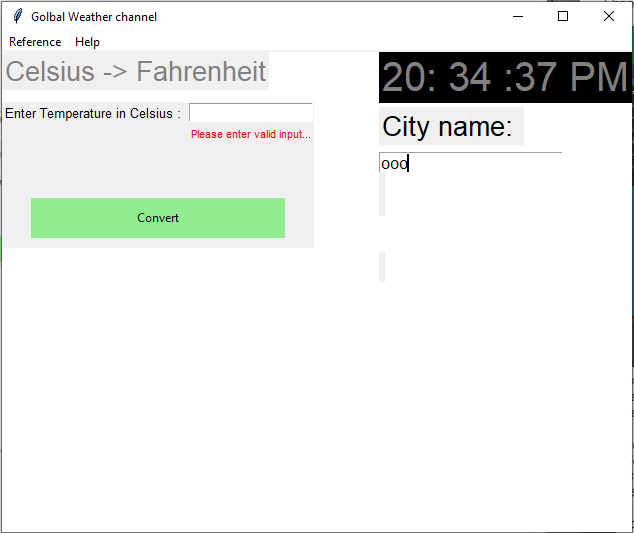 Golbal Weather channel
Reference Help
Celsius -> Fahrenheit
20: 34 :37 PM
Enter Temperature in Celsius :
Please enter valid input...
City name:
ooo
Convert